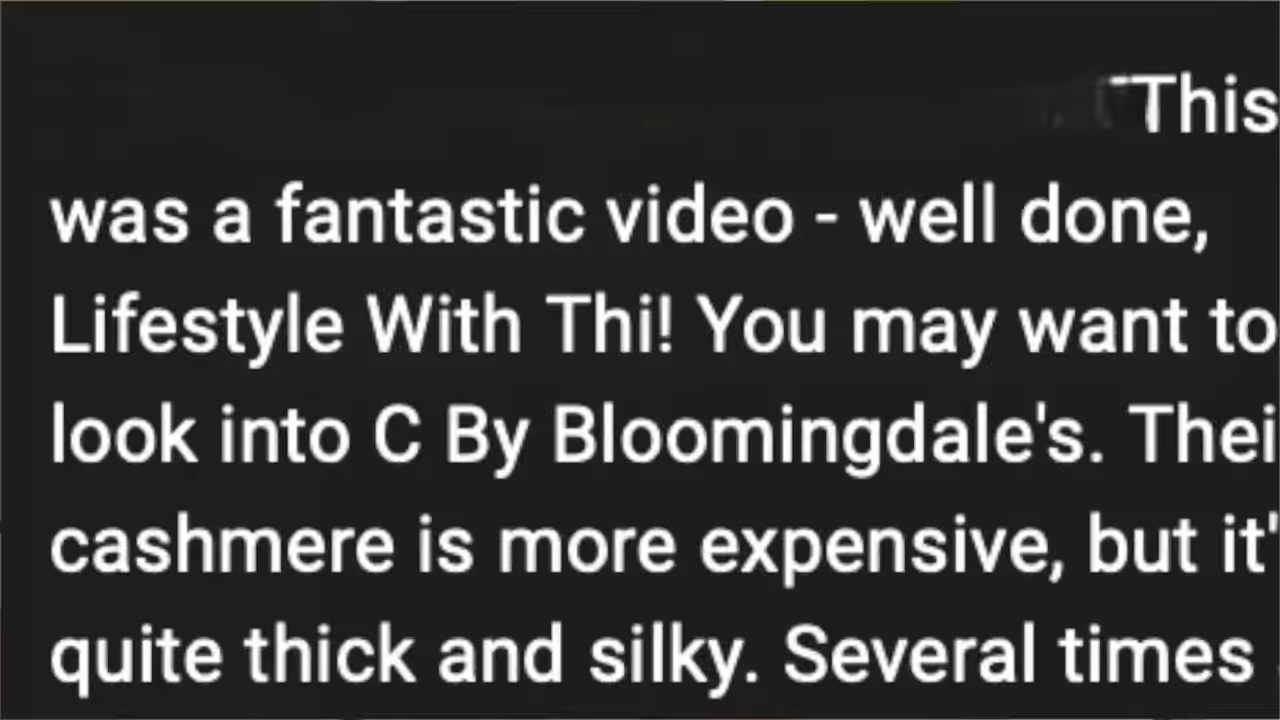 This
was a fantastic video - well done,
Lifestyle With Thi! You may want to
look into C By Bloomingdale's. Thei
cashmere is more expensive, but it'
quite thick and silky. Several times